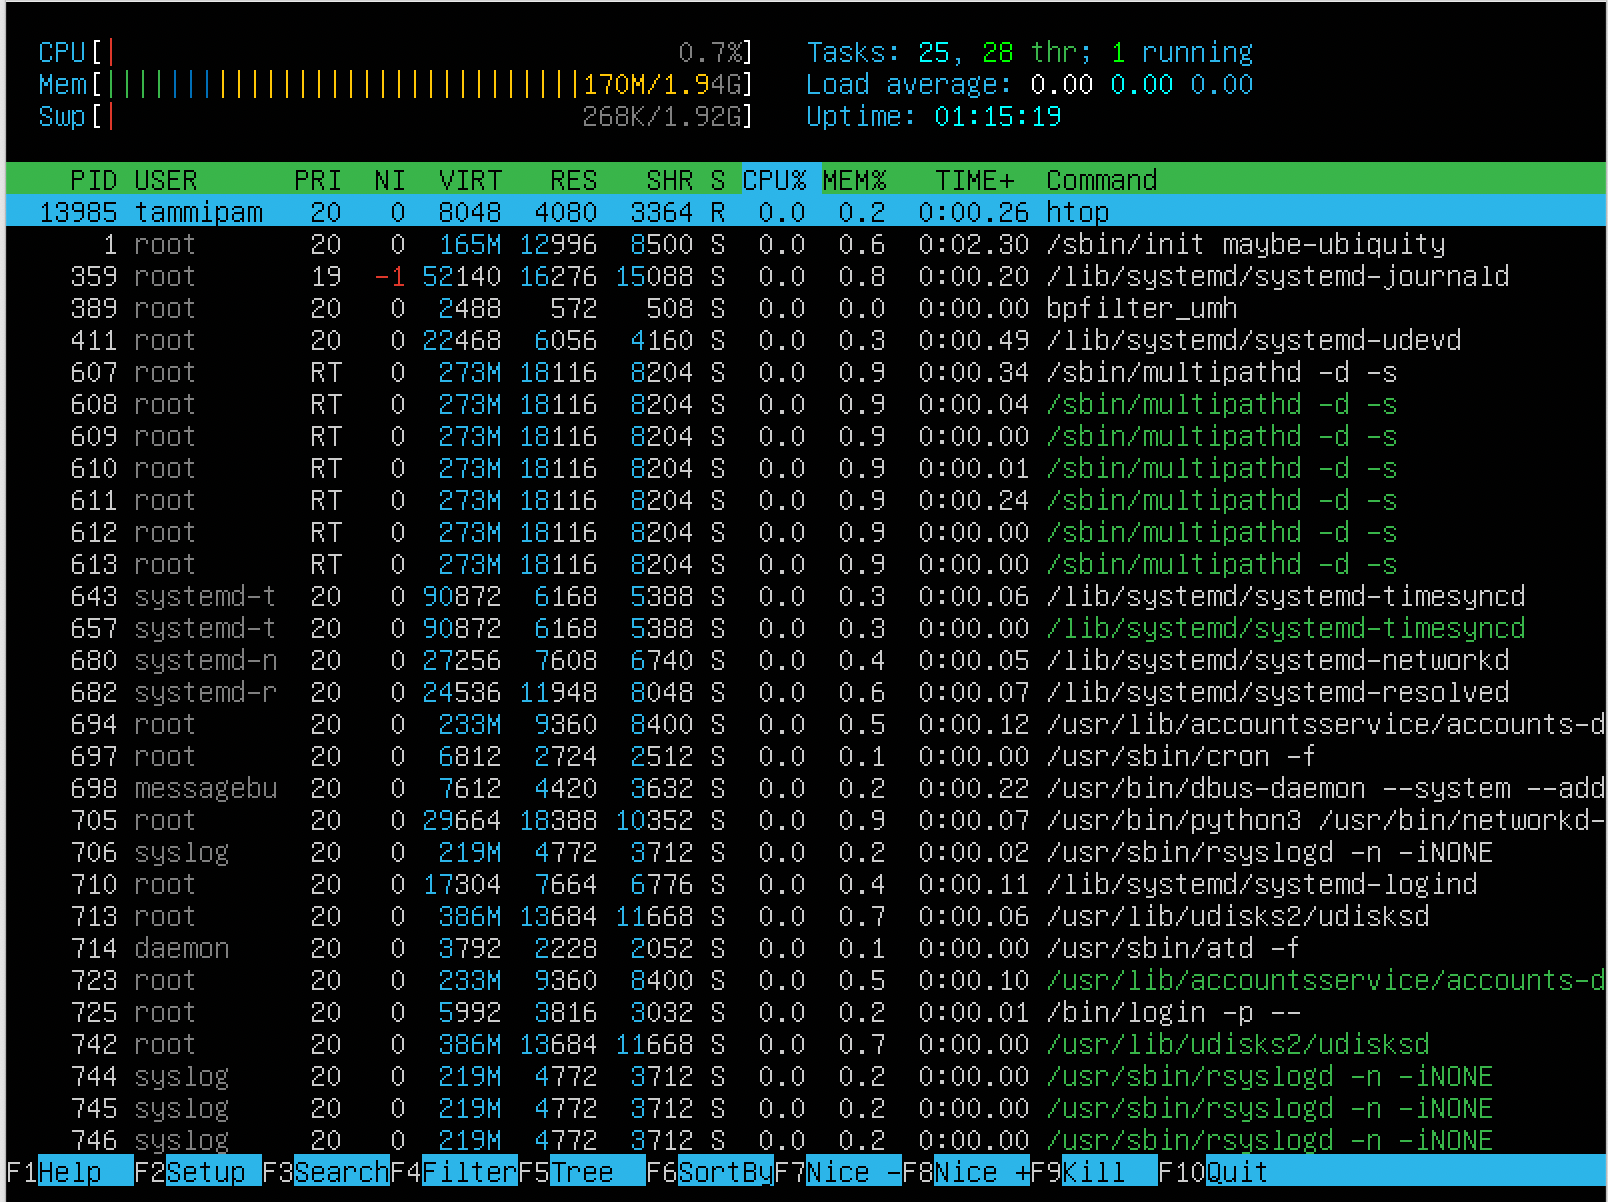 CPU[| 0.7%] Tasks: 25, 28 thr; 1 running
Mem[||||||||||||||||||||||||||||||170M/1.94G] Load average: 0.00 0.00 0.00
Swp[| 268K/1.92G] Uptime: 01:15:19
PID USER PRI NI VIRT RES SHR S CPU% MEM% TIME+ Command
13985 tammipam 20 0 8048 4080 3364 R 0.0 0.2 0:00.26 htop
1 root 20 0 165M 12996 8500 S 0.0 0.6 0:02.30 /sbin/init maybe-ubiquity
359 root 19 -1 52140 16276 15088 S 0.0 0.8 0:00.20 /lib/systemd/systemd-journald
389 root 20 0 2488 572 508 S 0.0 0.0 0:00.00 bpfilter_umh
411 root 20 0 22468 6056 4160 S 0.0 0.3 0:00.49 /lib/systemd/systemd-udevd
607 root RT 0 273M 18116 8204 S 0.0 0.9 0:00.34 /sbin/multipathd -d -s
608 root RT 0 273M 18116 8204 S 0.0 0.9 0:00.04 /sbin/multipathd -d -s
609 root RT 0 273M 18116 8204 S 0.0 0.9 0:00.00 /sbin/multipathd -d -s
610 root RT 0 273M 18116 8204 S 0.0 0.9 0:00.01 /sbin/multipathd -d -s
611 root RT 0 273M 18116 8204 S 0.0 0.9 0:00.24 /sbin/multipathd -d -s
612 root RT 0 273M 18116 8204 S 0.0 0.9 0:00.00 /sbin/multipathd -d -s
613 root RT 0 273M 18116 8204 S 0.0 0.9 0:00.00 /sbin/multipathd -d -s
643 systemd-t 20 0 90872 6168 5388 S 0.0 0.3 0:00.06 /lib/systemd/systemd-timesyncd
657 systemd-t 20 0 90872 6168 5388 S 0.0 0.3 0:00.00 /lib/systemd/systemd-timesyncd
680 systemd-n 20 0 27256 7608 6740 S 0.0 0.4 0:00.05 /lib/systemd/systemd-networkd
682 systemd-r 20 0 24536 11948 8048 S 0.0 0.6 0:00.07 /lib/systemd/systemd-resolved
694 root 20 0 233M 9360 8400 S 0.0 0.5 0:00.12 /usr/lib/accountsservice/accounts-d
697 root 20 0 6812 2724 2512 S 0.0 0.1 0:00.00 /usr/sbin/cron -f
698 messagebu 20 0 7612 4420 3632 S 0.0 0.2 0:00.22 /usr/bin/dbus-daemon --system --add
705 root 20 0 29664 18388 10352 S 0.0 0.9 0:00.07 /usr/bin/python3 /usr/bin/networkd-
706 syslog 20 0 219M 4772 3712 S 0.0 0.2 0:00.02 /usr/sbin/rsyslogd -n -iNONE
710 root 20 0 17304 7664 6776 S 0.0 0.4 0:00.11 /lib/systemd/systemd-logind
713 root 20 0 386M 13684 11668 S 0.0 0.7 0:00.06 /usr/lib/udisks2/udisksd
714 daemon 20 0 3792 2228 2052 S 0.0 0.1 0:00.00 /usr/sbin/atd -f
723 root 20 0 233M 9360 8400 S 0.0 0.5 0:00.10 /usr/lib/accountsservice/accounts-d
725 root 20 0 5992 3816 3032 S 0.0 0.2 0:00.01 /bin/login -p --
742 root 20 0 386M 13684 11668 S 0.0 0.7 0:00.00 /usr/lib/udisks2/udisksd
744 syslog 20 0 219M 4772 3712 S 0.0 0.2 0:00.00 /usr/sbin/rsyslogd -n -iNONE
745 syslog 20 0 219M 4772 3712 S 0.0 0.2 0:00.00 /usr/sbin/rsyslogd -n -iNONE
746 syslog 20 0 219M 4772 3712 S 0.0 0.2 0:00.00 /usr/sbin/rsyslogd -n -iNONE
F1Help F2Setup F3SearchF4FilterF5Tree F6SortByF7Nice -F8Nice +F9Kill F10Quit